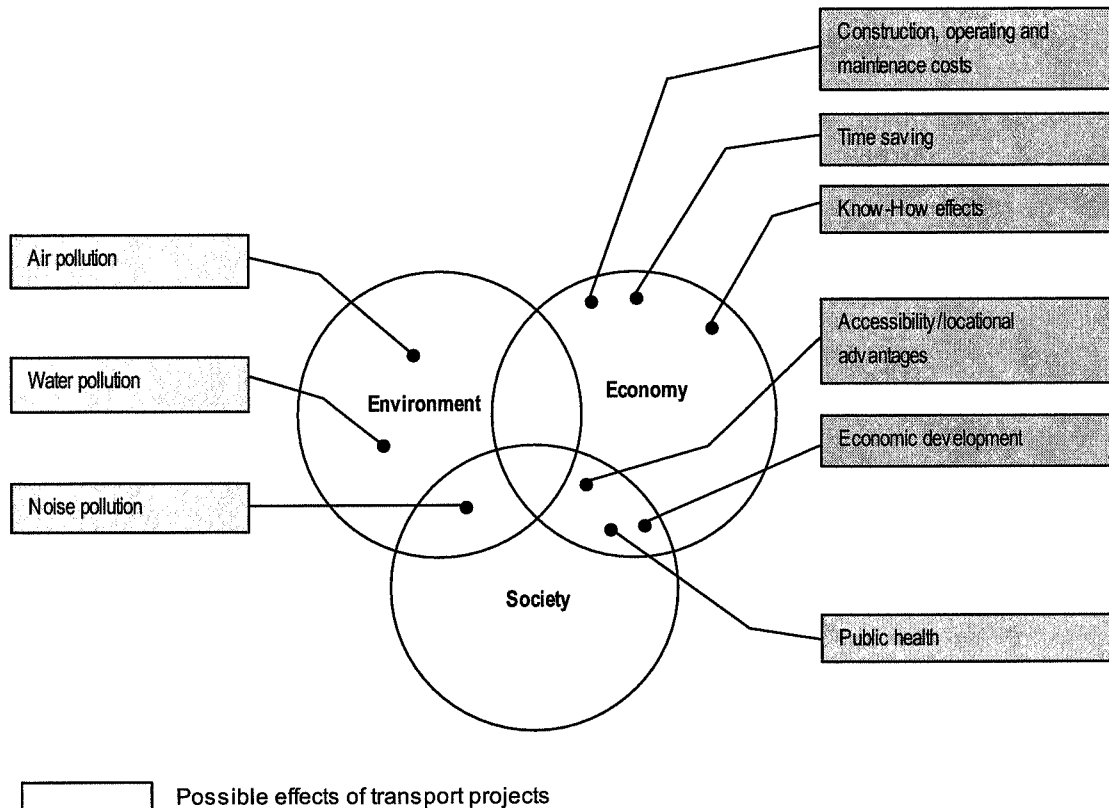 Construction, operating and
maintenace costs
Time saving
Know-How effects
Air pollution
Accessibility/locational
advantages
Water pollution
Environment
Economy
Economic development
Noise pollution
Society
Public health
Possible effects of transport projects